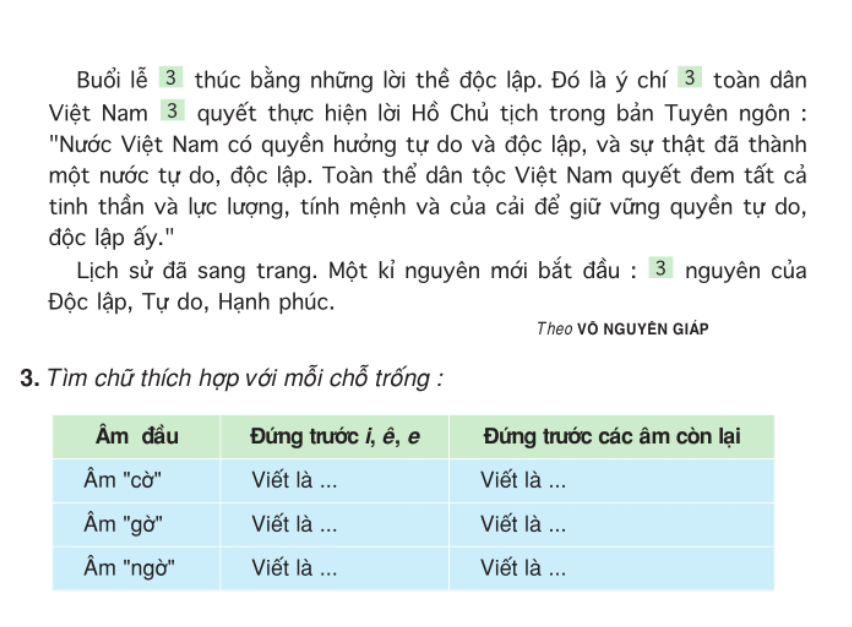 Buổi lễ 3 thúc bằng những lời thề độc lập. Đó là ý chí 3 toàn dân
Việt Nam 3 quyết thực hiện lời Hồ Chủ tịch trong bản Tuyên ngôn :
"Nước Việt Nam có quyền hưởng tự do và độc lập, và sự thật đã thành
một nước tự do, độc lập. Toàn thể dân tộc Việt Nam quyết đem tất cả
tinh thần và lực lượng, tính mệnh và của cải để giữ vững quyền tự do,
độc lập ấy."
Lịch sử đã sang trang. Một kỉ nguyên mới bắt đầu : 3 nguyên của
Độc lập, Tự do, Hạnh phúc.
Theo VÕ NGUYÊN GIÁP
3. Tìm chữ thích hợp với mỗi chỗ trống :
Âm đầu Đứng trước i, ê, e Đứng trước các âm còn lại
Âm "cờ" Viết là ... Viết là ...
Âm "gờ" Viết là ... Viết là ...
Âm "ngờ" Viết là ... Viết là ...